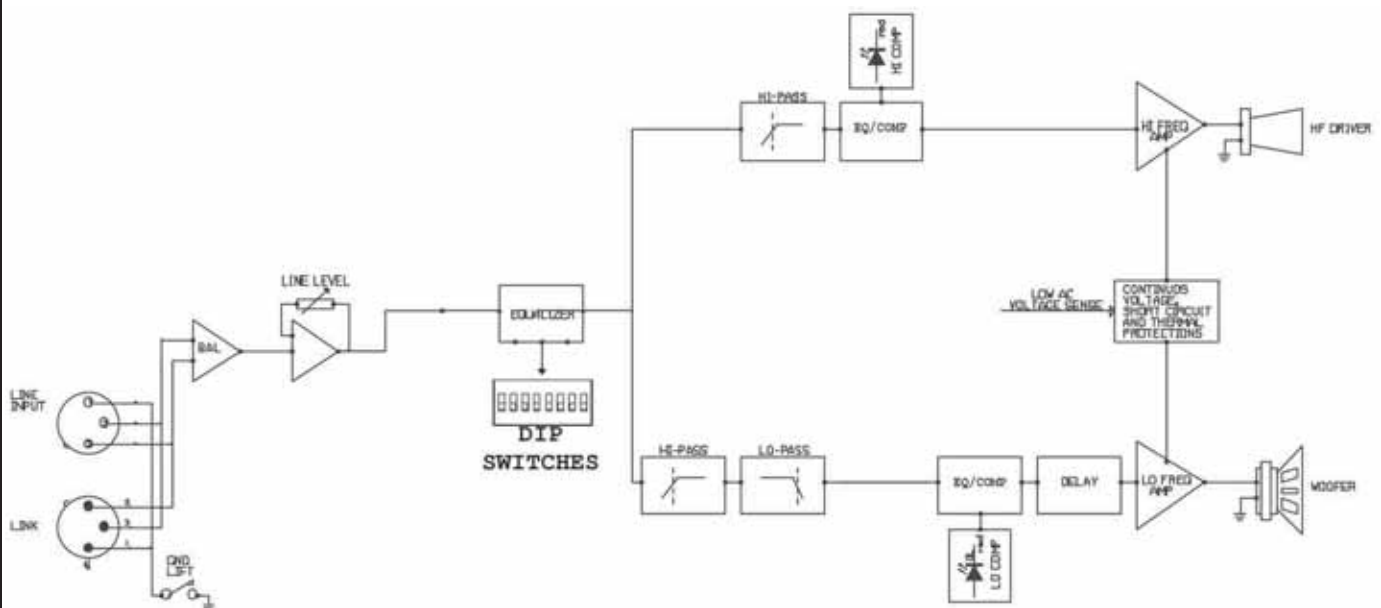 red
HI COMP
HI-PASS
EQ/COMP
HI FREQ
AMP
HF DRIVER
LINE LEVEL
EQUALIZER
BAL
LOW AC
VOLTAGE SENSE
CONTINUOS
VOLTAGE,
SHORT CIRCUIT
AND THERMAL
PROTECTIONS
LINE
INPUT
DIP
SWITCHES
HI-PASS
LO-PASS
EQ/COMP
DELAY
LO FREQ
AMP
WOOFER
LINK
red
LO COMP
GND
LIFT